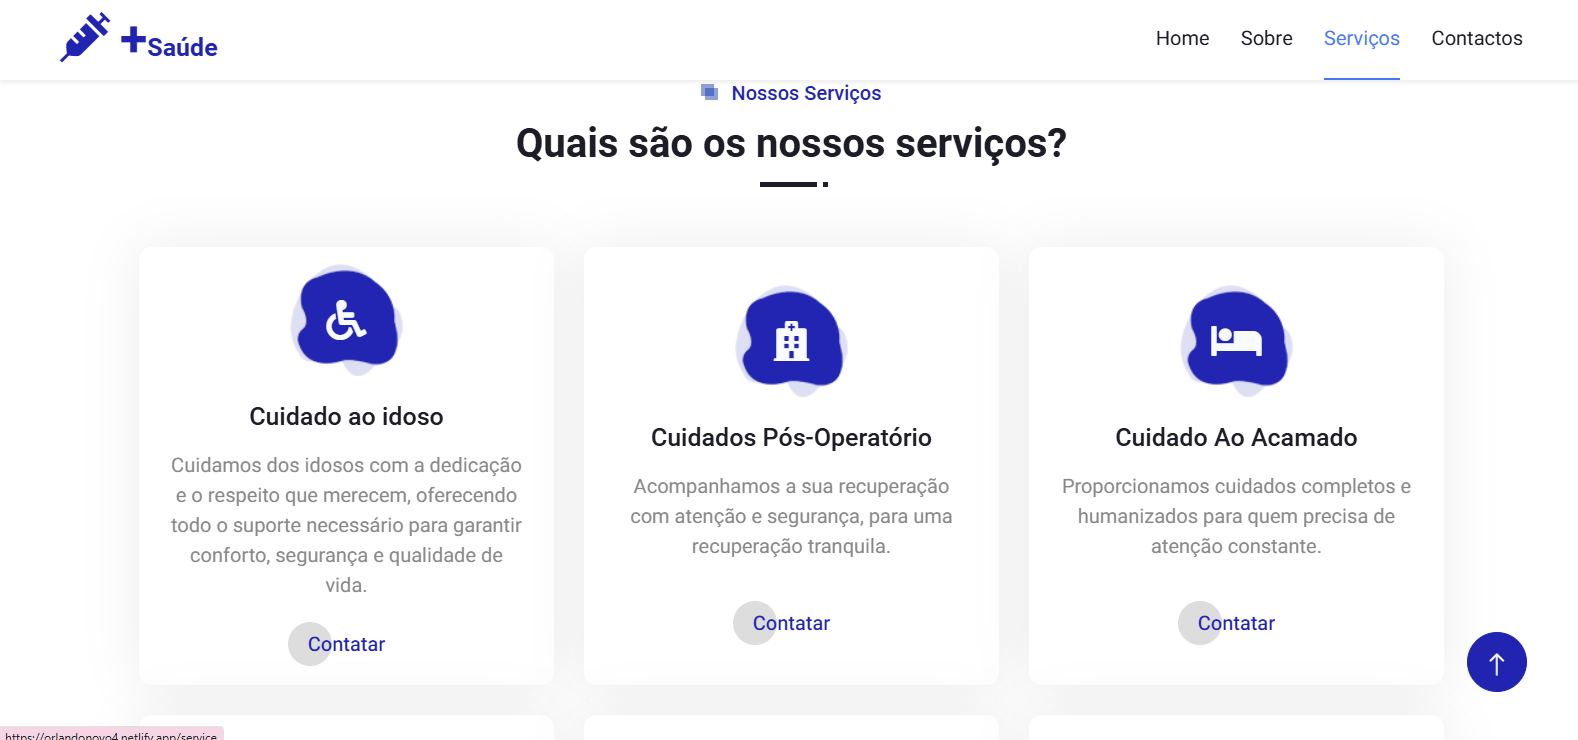 +Saúde
Home Sobre Serviços Contactos
Nossos Serviços
Quais são os nossos serviços?
Cuidado ao idoso
Cuidamos dos idosos com a dedicação
e o respeito que merecem, oferecendo
todo o suporte necessário para garantir
conforto, segurança e qualidade de
vida.
Contatar
Cuidados Pós-Operatório
Acompanhamos a sua recuperação
com atenção e segurança, para uma
recuperação tranquila.
Contatar
Cuidado Ao Acamado
Proporcionamos cuidados completos e
humanizados para quem precisa de
atenção constante.
Contatar
https://orlandonovo4.netlify.app/service